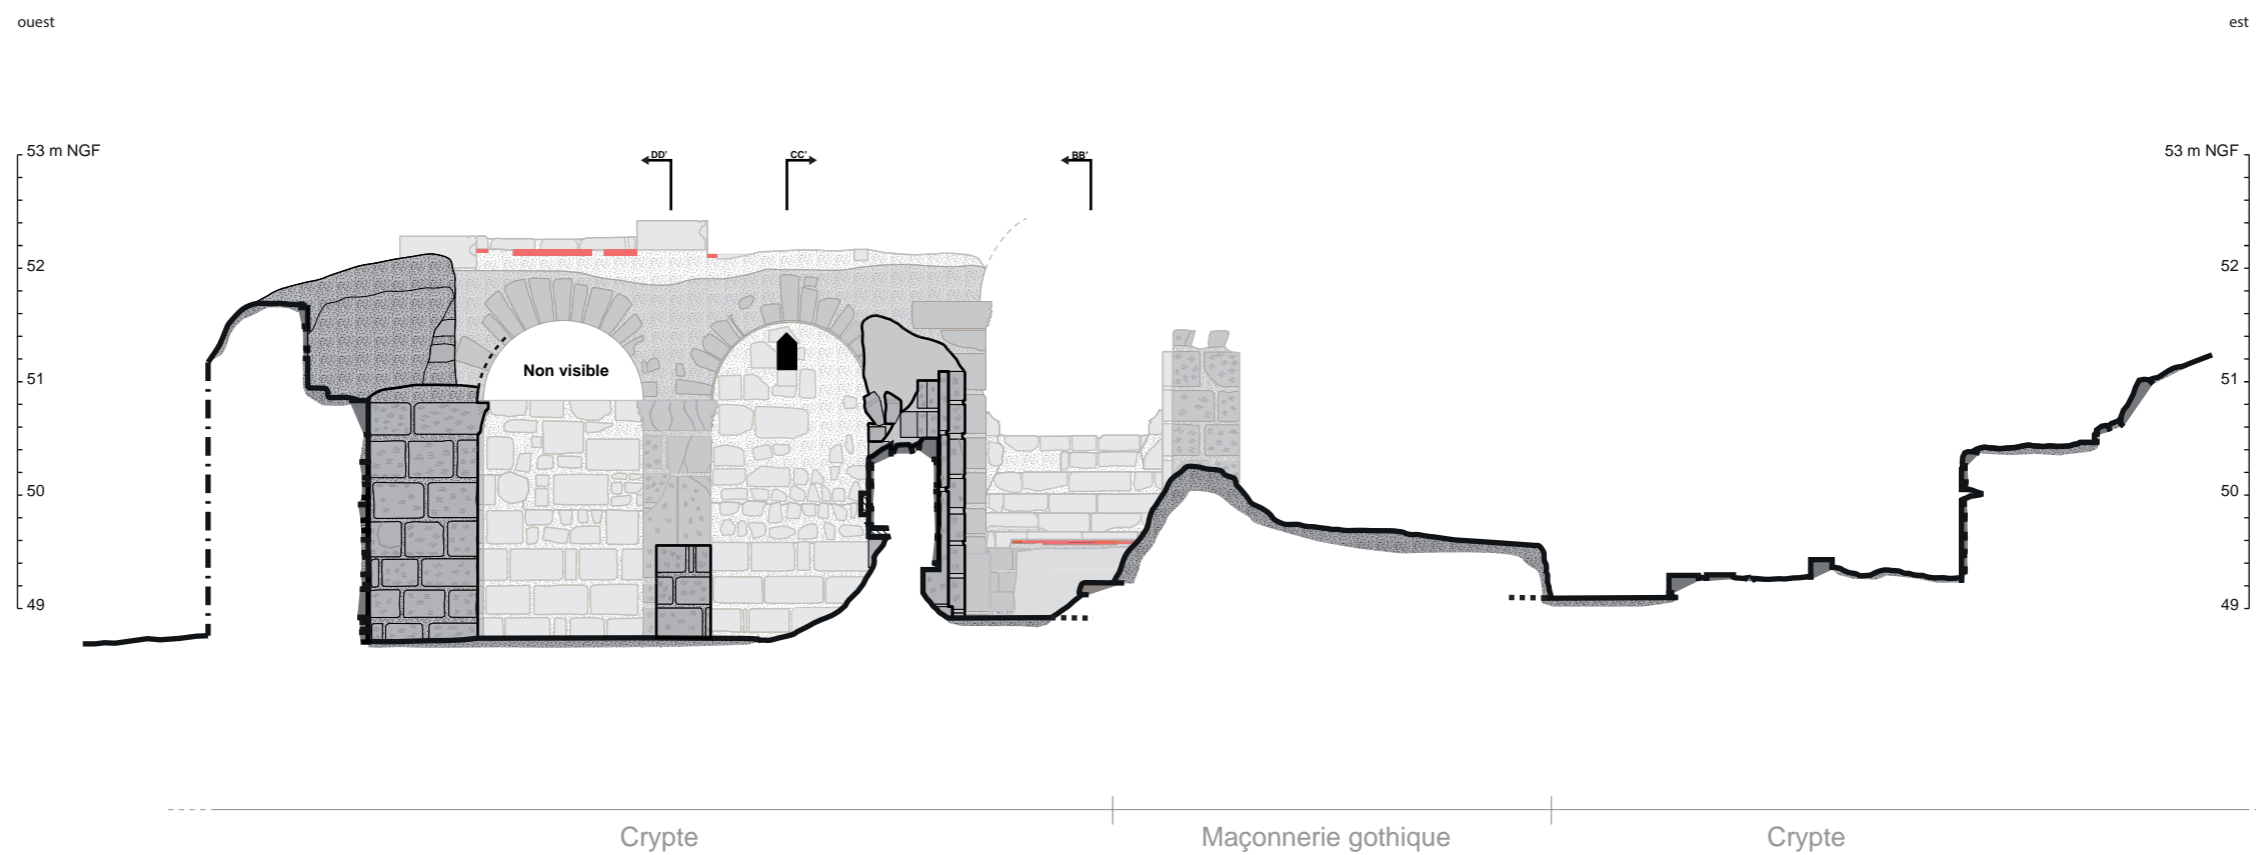 ouest
est
53 m NGF
53 m NGF
DD'
CC'
BB'
52
52
Non visible
51
51
50
50
49
49
Crypte
Maçonnerie gothique
Crypte